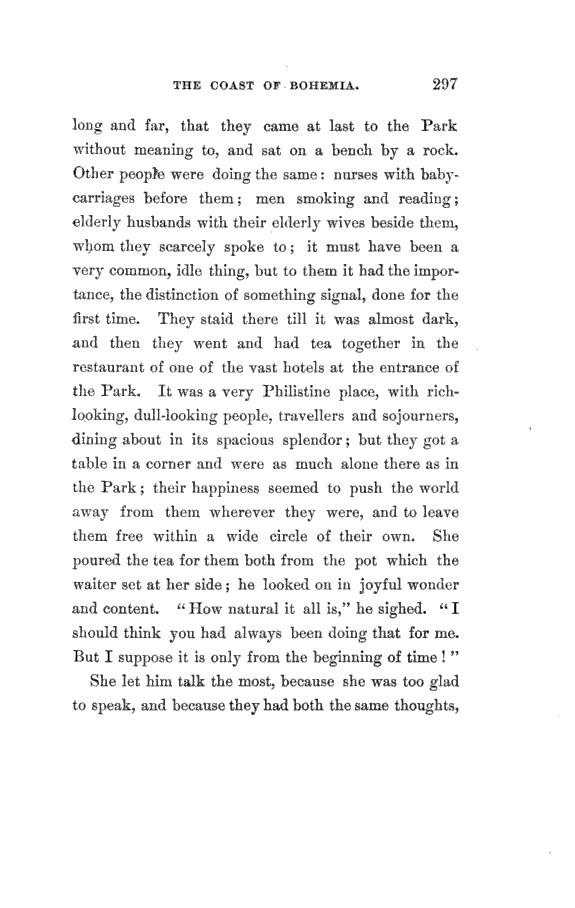 THE COAST OF BOHEMIA. 297
long and far, that they came at last to the Park
without meaning to, and sat on a bench by a rock.
Other people were doing the same: nurses with baby-
carriages before them; men smoking and reading;
elderly husbands with their elderly wives beside them,
whom they scarcely spoke to; it must have been a
very common, idle thing, but to them it had the impor-
tance, the distinction of something signal, done for the
first time. They staid there till it was almost dark,
and then they went and had tea together in the
restaurant of one of the vast hotels at the entrance of
the Park. It was a very Philistine place, with rich-
looking, dull-looking people, travellers and sojourners,
dining about in its spacious splendor; but they got a
table in a corner and were as much alone there as in
the Park; their happiness seemed to push the world
away from them wherever they were, and to leave
them free within a wide circle of their own. She
poured the tea for them both from the pot which the
waiter set at her side; he looked on in joyful wonder
and content. “How natural it all is,” he sighed. “I
should think you had always been doing that for me.
But I suppose it is only from the beginning of time!”
She let him talk the most, because she was too glad
to speak, and because they had both the same thoughts,